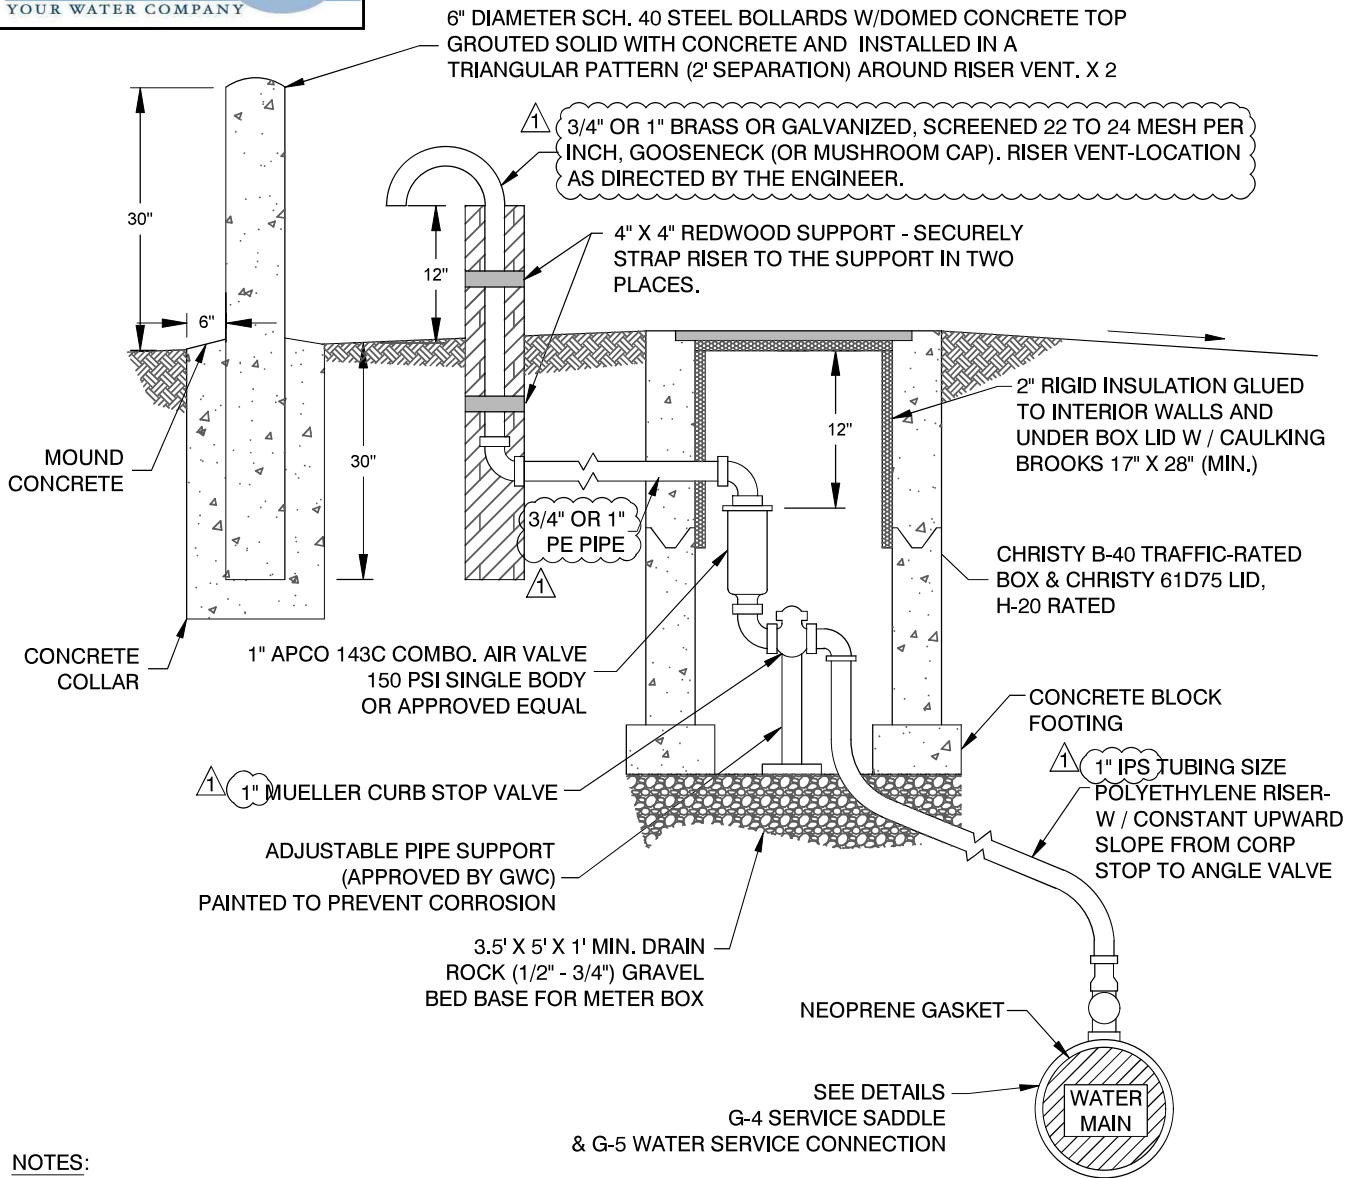 YOUR WATER COMPANY
6" DIAMETER SCH. 40 STEEL BOLLARDS W/DOMED CONCRETE TOP
GROUTED SOLID WITH CONCRETE AND INSTALLED IN A
TRIANGULAR PATTERN (2' SEPARATION) AROUND RISER VENT. X 2
1
3/4" OR 1" BRASS OR GALVANIZED, SCREENED 22 TO 24 MESH PER
INCH, GOOSENECK (OR MUSHROOM CAP). RISER VENT-LOCATION
AS DIRECTED BY THE ENGINEER.
30"
12"
4" X 4" REDWOOD SUPPORT - SECURELY
STRAP RISER TO THE SUPPORT IN TWO
PLACES.
6"
2" RIGID INSULATION GLUED
TO INTERIOR WALLS AND
UNDER BOX LID W / CAULKING
BROOKS 17" X 28" (MIN.)
12"
MOUND
CONCRETE
30"
3/4" OR 1"
PE PIPE
1
CHRISTY B-40 TRAFFIC-RATED
BOX & CHRISTY 61D75 LID,
H-20 RATED
CONCRETE
COLLAR
1" APCO 143C COMBO. AIR VALVE
150 PSI SINGLE BODY
OR APPROVED EQUAL
CONCRETE BLOCK
FOOTING
1
1" MUELLER CURB STOP VALVE
1
1" IPS TUBING SIZE
POLYETHYLENE RISER-
W / CONSTANT UPWARD
SLOPE FROM CORP
STOP TO ANGLE VALVE
ADJUSTABLE PIPE SUPPORT
(APPROVED BY GWC)
PAINTED TO PREVENT CORROSION
3.5' X 5' X 1' MIN. DRAIN
ROCK (1/2" - 3/4") GRAVEL
BED BASE FOR METER BOX
NEOPRENE GASKET
WATER
MAIN
SEE DETAILS
G-4 SERVICE SADDLE
& G-5 WATER SERVICE CONNECTION
NOTES: